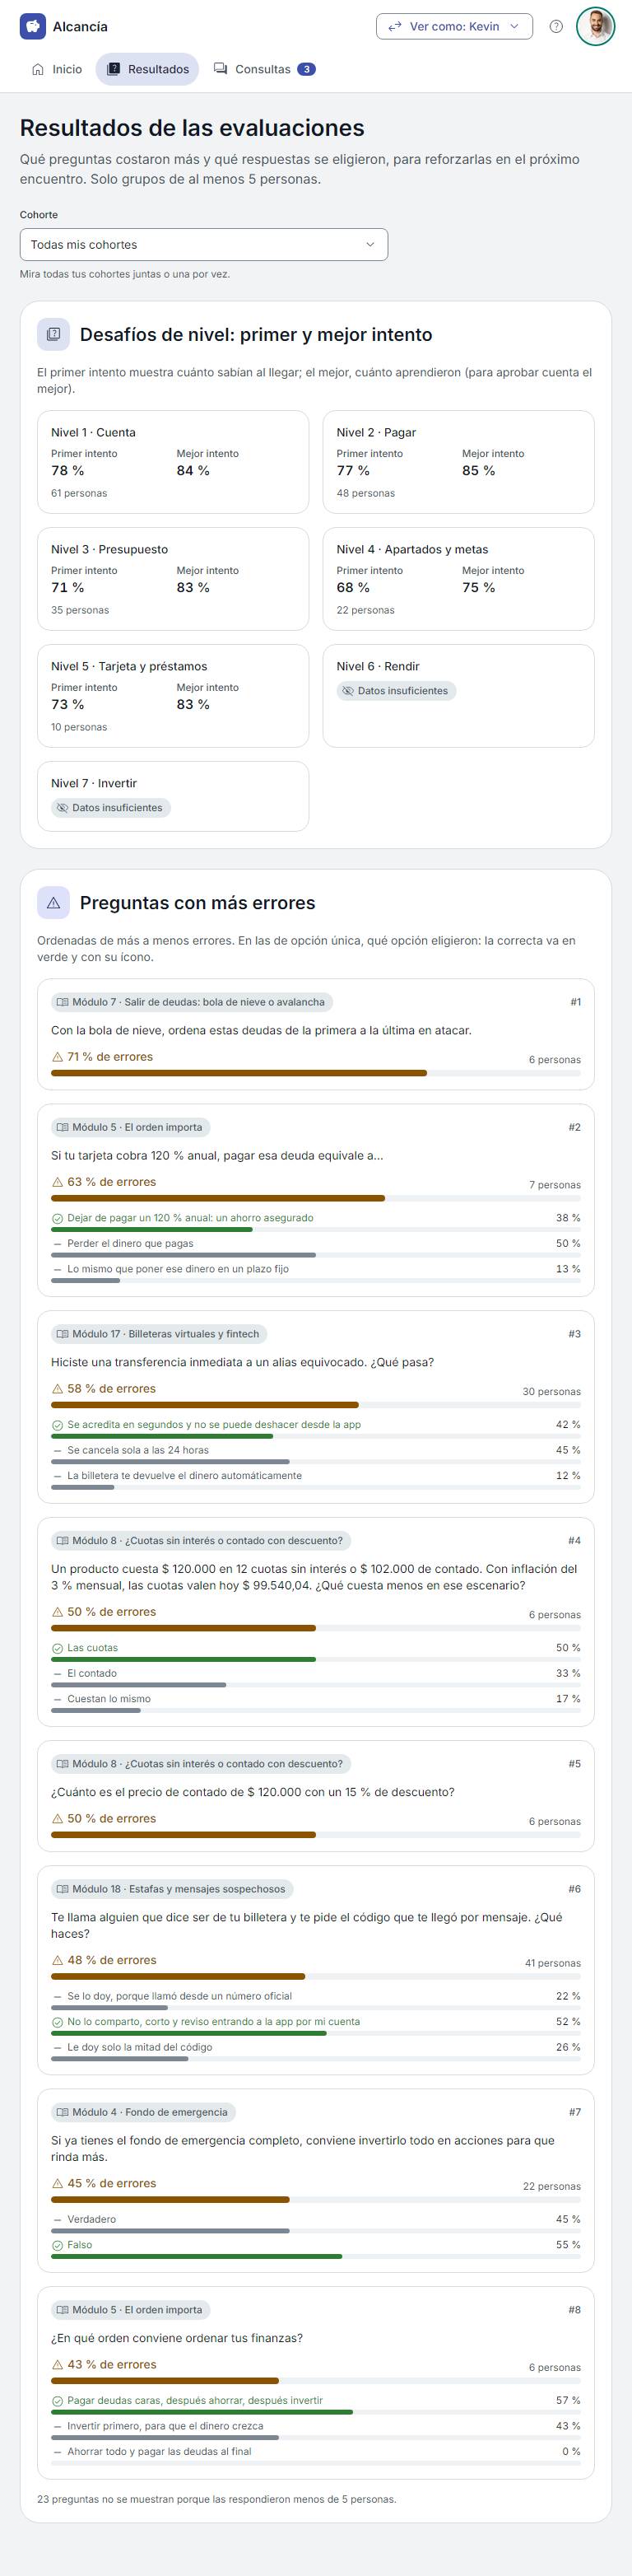 Alcancía
Ver como: Kevin
Inicio
Resultados
Consultas
3
Resultados de las evaluaciones
Qué preguntas costaron más y qué respuestas se eligieron, para reforzarlas en el próximo
encuentro. Solo grupos de al menos 5 personas.
Cohorte
Todas mis cohortes
Mira todas tus cohortes juntas o una por vez.
Desafíos de nivel: primer y mejor intento
El primer intento muestra cuánto sabían al llegar; el mejor, cuánto aprendieron (para aprobar cuenta el
mejor).
Nivel 1 · Cuenta
Primer intento
Mejor intento
78 %
84 %
61 personas
Nivel 2 · Pagar
Primer intento
Mejor intento
77 %
85 %
48 personas
Nivel 3 · Presupuesto
Primer intento
Mejor intento
71 %
83 %
35 personas
Nivel 4 · Apartados y metas
Primer intento
Mejor intento
68 %
75 %
22 personas
Nivel 5 · Tarjeta y préstamos
Primer intento
Mejor intento
73 %
83 %
10 personas
Nivel 6 · Rendir
Datos insuficientes
Nivel 7 · Invertir
Datos insuficientes
Preguntas con más errores
Ordenadas de más a menos errores. En las de opción única, qué opción eligieron: la correcta va en
verde y con su ícono.
Módulo 7 · Salir de deudas: bola de nieve o avalancha
#1
Con la bola de nieve, ordena estas deudas de la primera a la última en atacar.
71 % de errores
6 personas
Módulo 5 · El orden importa
#2
Si tu tarjeta cobra 120 % anual, pagar esa deuda equivale a...
63 % de errores
7 personas
Dejar de pagar un 120 % anual: un ahorro asegurado
38 %
Perder el dinero que pagas
50 %
Lo mismo que poner ese dinero en un plazo fijo
13 %
Módulo 17 · Billeteras virtuales y fintech
#3
Hiciste una transferencia inmediata a un alias equivocado. ¿Qué pasa?
58 % de errores
30 personas
Se acredita en segundos y no se puede deshacer desde la app
42 %
Se cancela sola a las 24 horas
45 %
La billetera te devuelve el dinero automáticamente
12 %
Módulo 8 · ¿Cuotas sin interés o contado con descuento?
#4
Un producto cuesta $ 120.000 en 12 cuotas sin interés o $ 102.000 de contado. Con inflación del
3 % mensual, las cuotas valen hoy $ 99.540,04. ¿Qué cuesta menos en ese escenario?
50 % de errores
6 personas
Las cuotas
50 %
El contado
33 %
Cuestan lo mismo
17 %
Módulo 8 · ¿Cuotas sin interés o contado con descuento?
#5
¿Cuánto es el precio de contado de $ 120.000 con un 15 % de descuento?
50 % de errores
6 personas
Módulo 18 · Estafas y mensajes sospechosos
#6
Te llama alguien que dice ser de tu billetera y te pide el código que te llegó por mensaje. ¿Qué
haces?
48 % de errores
41 personas
Se lo doy, porque llamó desde un número oficial
22 %
No lo comparto, corto y reviso entrando a la app por mi cuenta
52 %
Le doy solo la mitad del código
26 %
Módulo 4 · Fondo de emergencia
#7
Si ya tienes el fondo de emergencia completo, conviene invertirlo todo en acciones para que
rinda más.
45 % de errores
22 personas
Verdadero
45 %
Falso
55 %
Módulo 5 · El orden importa
#8
¿En qué orden conviene ordenar tus finanzas?
43 % de errores
6 personas
Pagar deudas caras, después ahorrar, después invertir
57 %
Invertir primero, para que el dinero crezca
43 %
Ahorrar todo y pagar las deudas al final
0 %
23 preguntas no se muestran porque las respondieron menos de 5 personas.